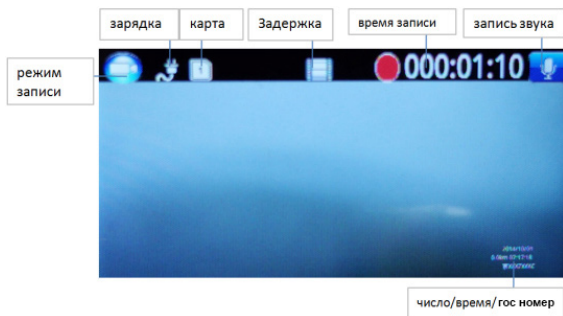 зарядка
карта
Задержка
время записи
запись звука
режим
записи
000:01:10
число/время/гос номер